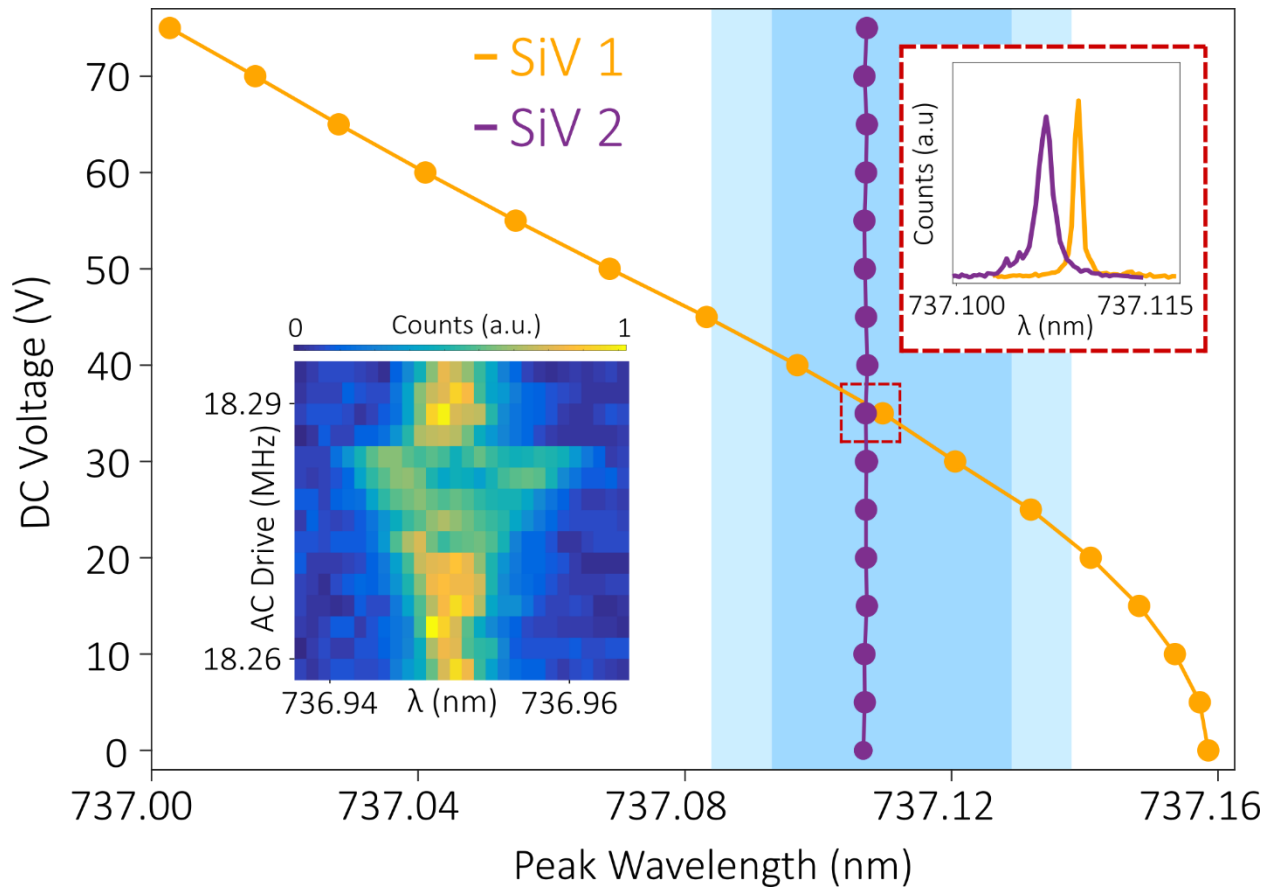 SiV 1
SiV 2
Counts (a.u)
737.100
737.115
λ (nm)
0
Counts (a.u.)
1
18.29
AC Drive (MHz)
18.26
736.94
λ (nm)
736.96
DC Voltage (V)
70
60
50
40
30
20
10
0
737.00
737.04
737.08
737.12
737.16
Peak Wavelength (nm)